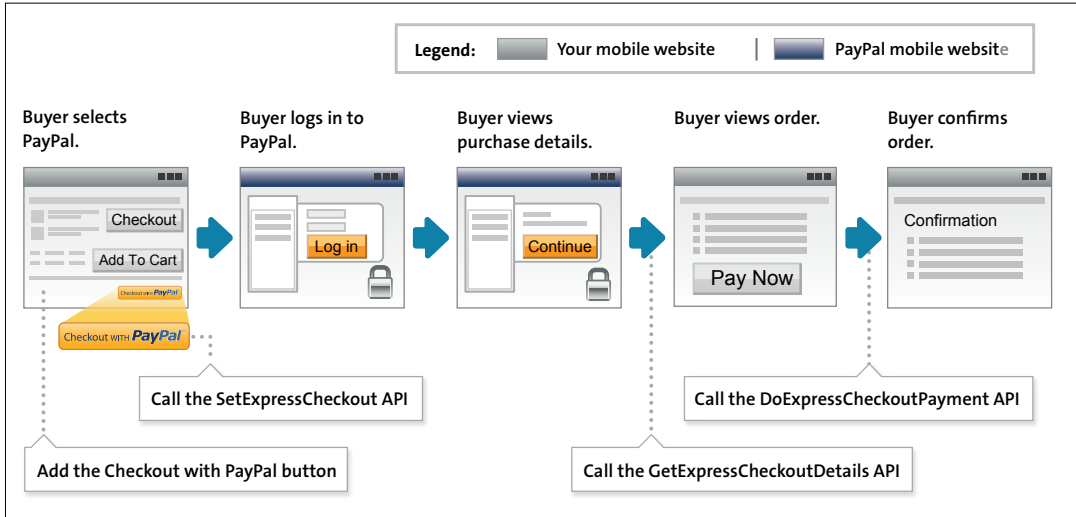 Legend: Your mobile website | PayPal mobile website
Buyer selects
PayPal.
Buyer logs in to
PayPal.
Buyer views
purchase details.
Buyer views order.
Buyer confirms
order.
Checkout
Add To Cart
Checkout with PayPal
Checkout WITH PayPal
Log in
Continue
Pay Now
Confirmation
Call the SetExpressCheckout API
Call the DoExpressCheckoutPayment API
Add the Checkout with PayPal button
Call the GetExpressCheckoutDetails API